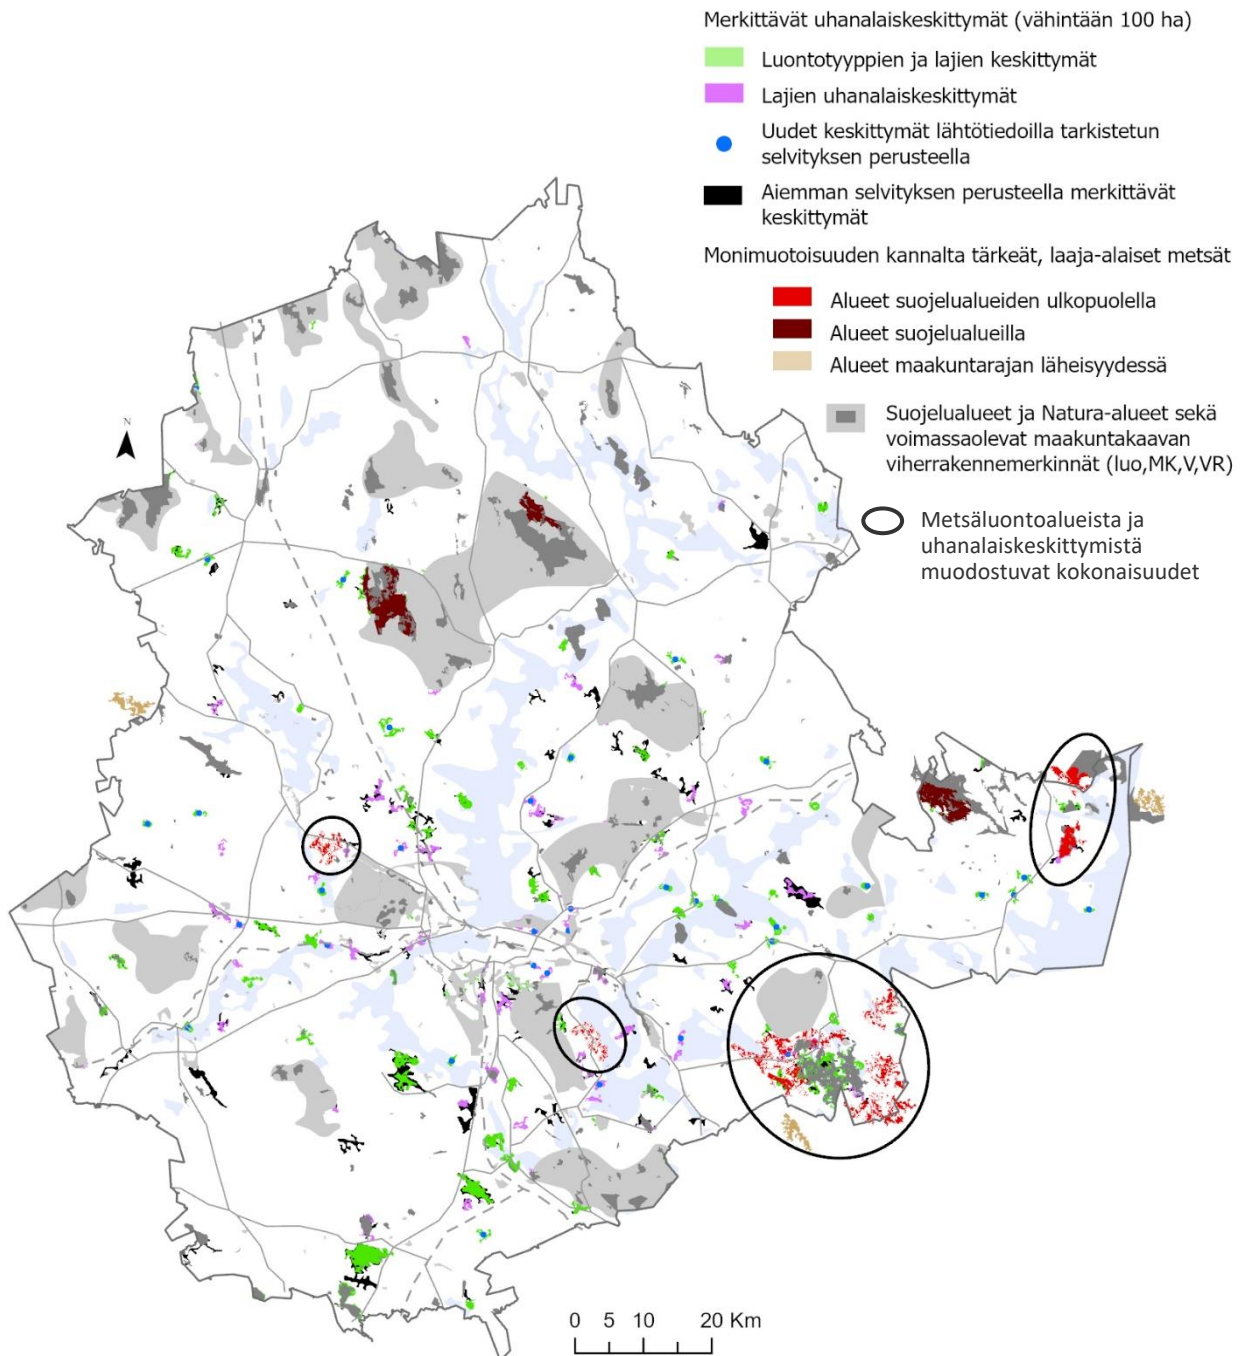 Merkittävät uhanalaiskeskittymät (vähintään 100 ha)
Luontotyyppien ja lajien keskittymät
Lajien uhanalaiskeskittymät
Uudet keskittymät lähtötiedoilla tarkistetun
selvityksen perusteella
Aiemman selvityksen perusteella merkittävät
keskittymät
Monimuotoisuuden kannalta tärkeät, laaja-alaiset metsät
Alueet suojelualueiden ulkopuolella
Alueet suojelualueilla
Alueet maakuntarajan läheisyydessä
Suojelualueet ja Natura-alueet sekä
voimassaolevat maakuntakaavan
viherrakennemerkinnät (luo,MK,V,VR)
Metsäluontoalueista ja
uhanalaiskeskittymistä
muodostuvat kokonaisuudet
N
0 5 10 20 Km